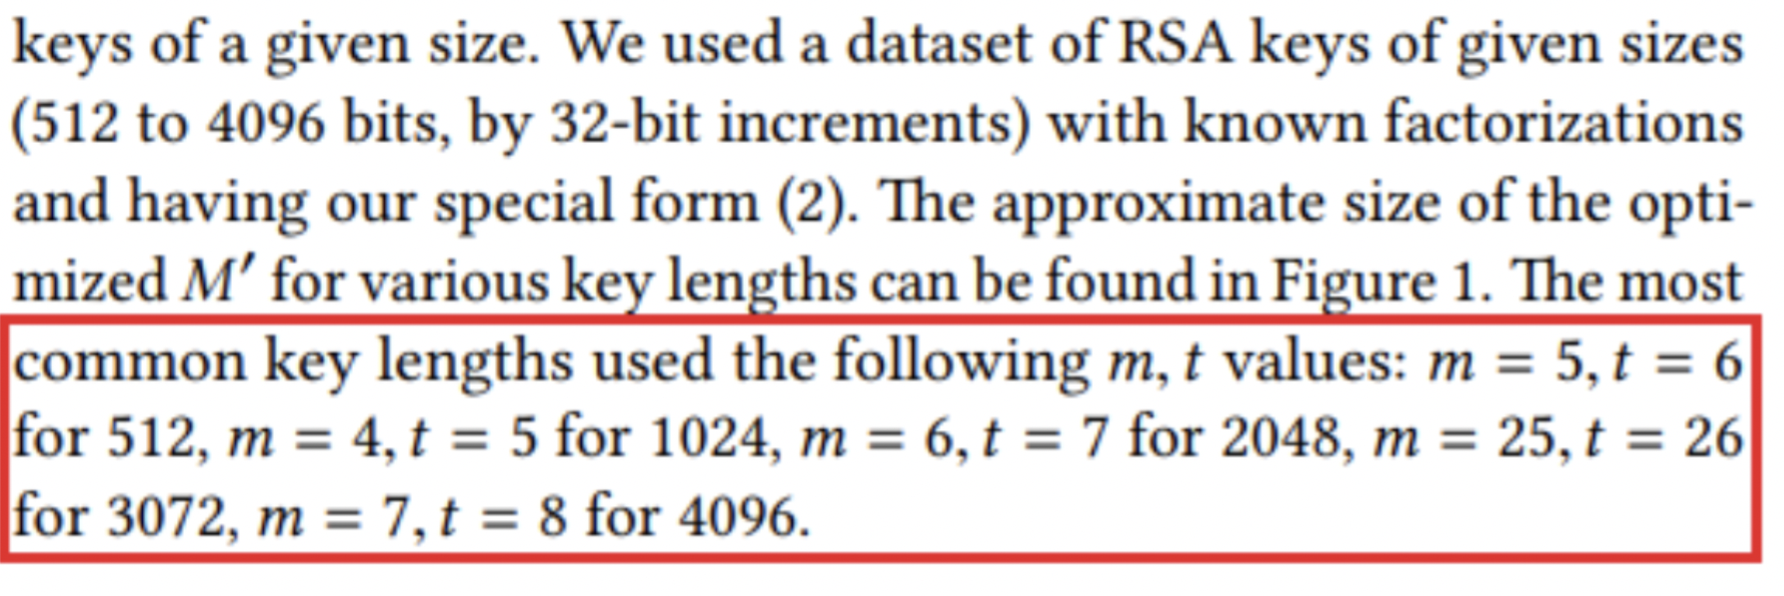 keys of a given size. We used a dataset of RSA keys of given sizes
(512 to 4096 bits, by 32-bit increments) with known factorizations
and having our special form (2). The approximate size of the opti-
mized M′ for various key lengths can be found in Figure 1. The most
common key lengths used the following m, t values: m = 5, t = 6
for 512, m = 4, t = 5 for 1024, m = 6, t = 7 for 2048, m = 25, t = 26
for 3072, m = 7, t = 8 for 4096.